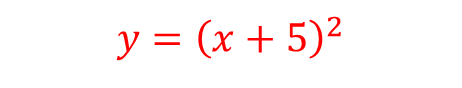 y = (x + 5)²